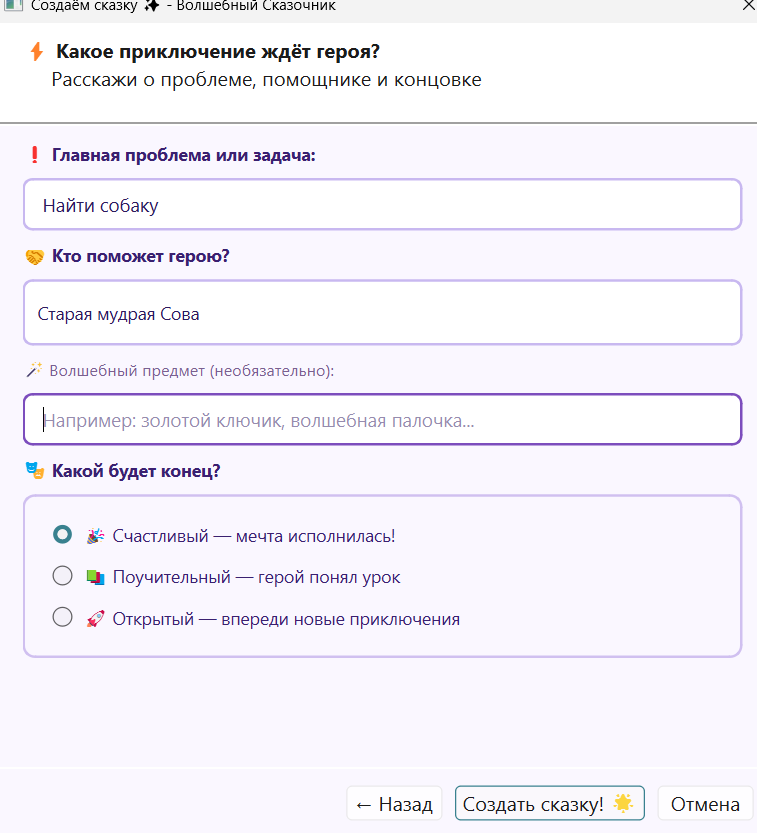 Создаём сказку ✨ - Волшебный Сказочник
⚡ Какое приключение ждёт героя?
Расскажи о проблеме, помощнике и концовке
❗ Главная проблема или задача:
Найти собаку
🤝 Кто поможет герою?
Старая мудрая Сова
🪄 Волшебный предмет (необязательно):
Например: золотой ключик, волшебная палочка...
🎭 Какой будет конец?
🎉 Счастливый — мечта исполнилась!
📚 Поучительный — герой понял урок
🚀 Открытый — впереди новые приключения
← Назад
Создать сказку! 🌟
Отмена